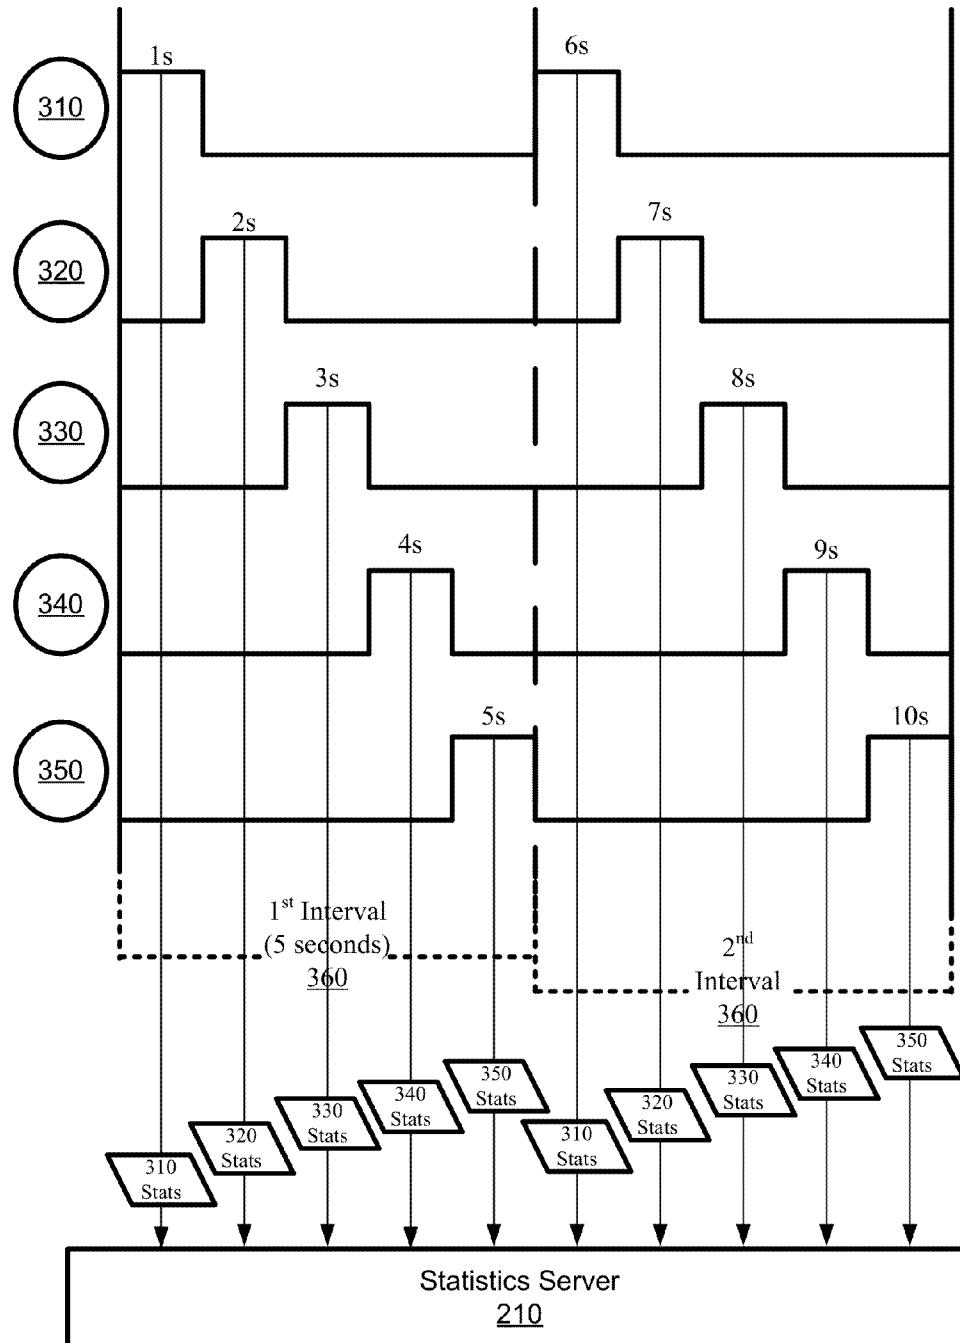 1s
6s
310
2s
7s
320
3s
8s
330
4s
9s
340
5s
10s
350
1st Interval
(5 seconds)
360
2nd
Interval
360
310
Stats
320
Stats
330
Stats
340
Stats
350
Stats
310
Stats
320
Stats
330
Stats
340
Stats
350
Stats
Statistics Server
210